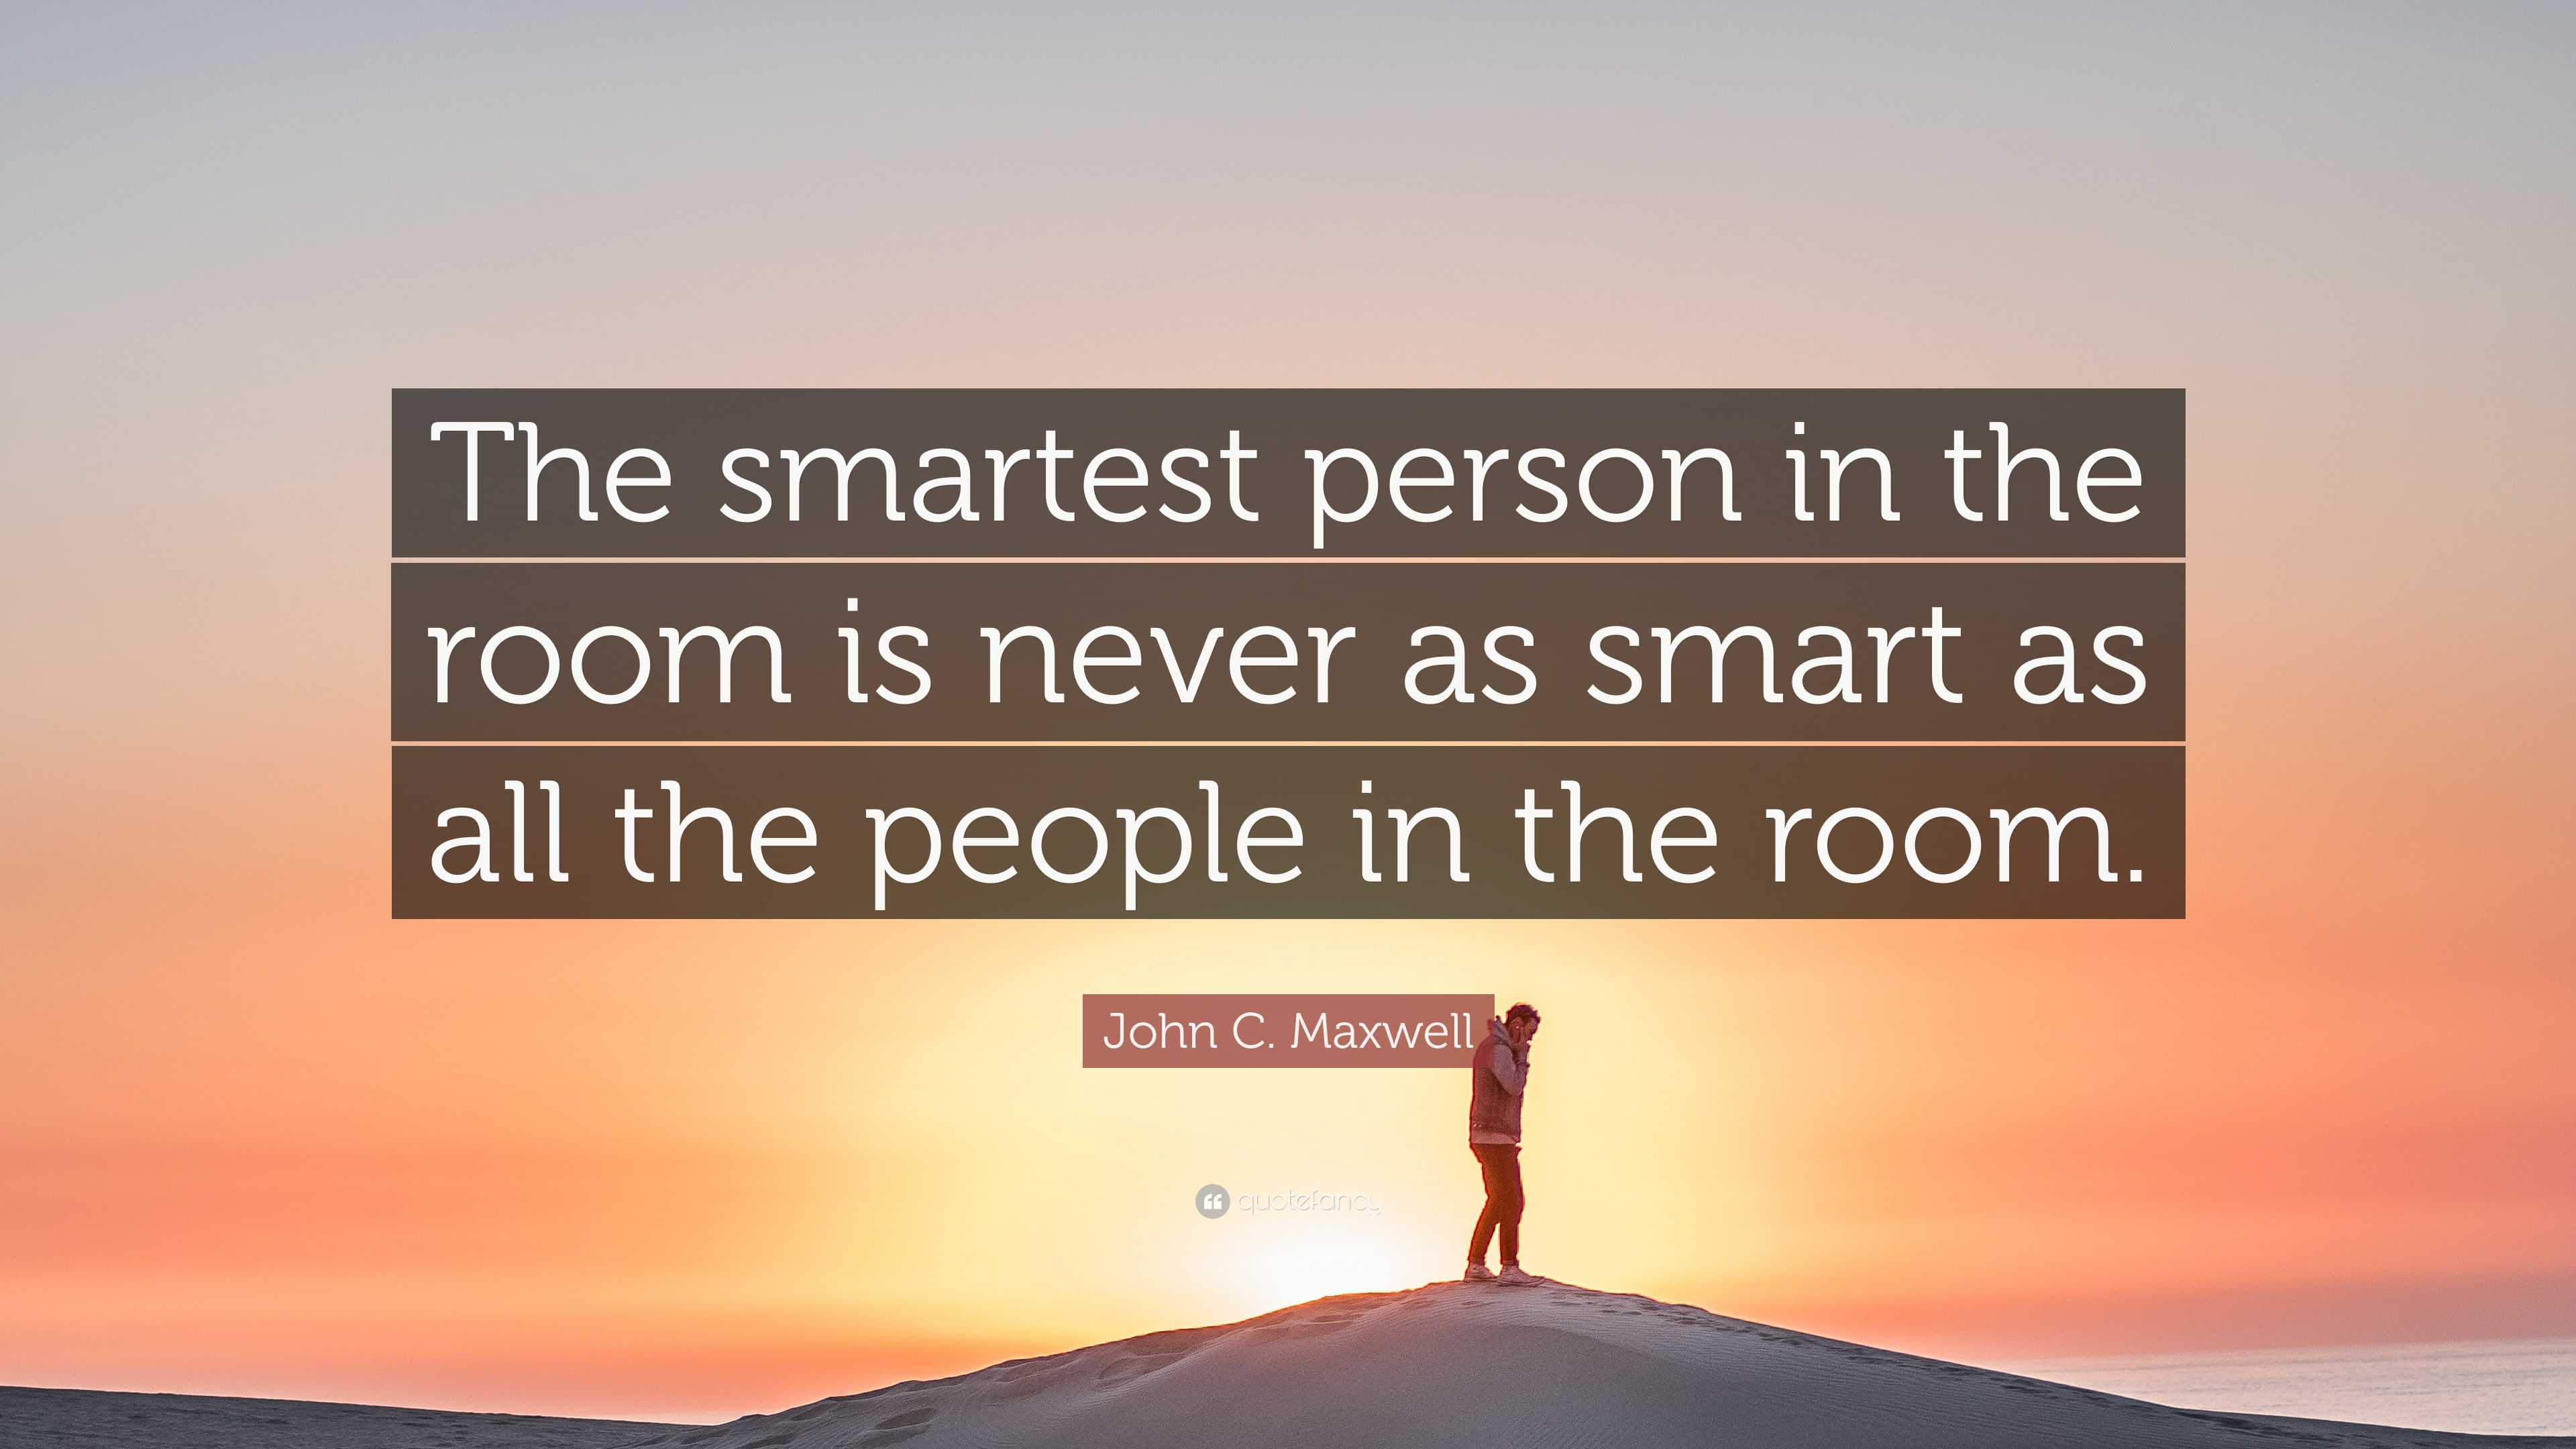 The smartest person in the
room is never as smart as
all the people in the room.
John C. Maxwell
quotefancy